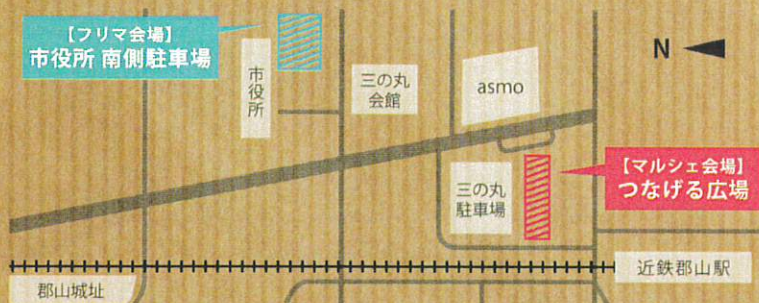 【フリマ会場】
市役所 南側駐車場
市役所
三の丸
会館
asmo
N
三の丸
駐車場
【マルシェ会場】
つなげる広場
近鉄郡山駅
郡山城址